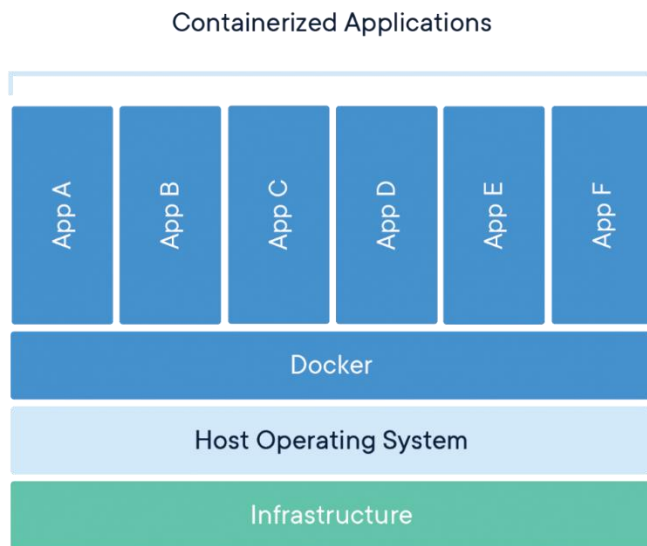 Containerized Applications
App A
App B
App C
App D
App E
App F
Docker
Host Operating System
Infrastructure